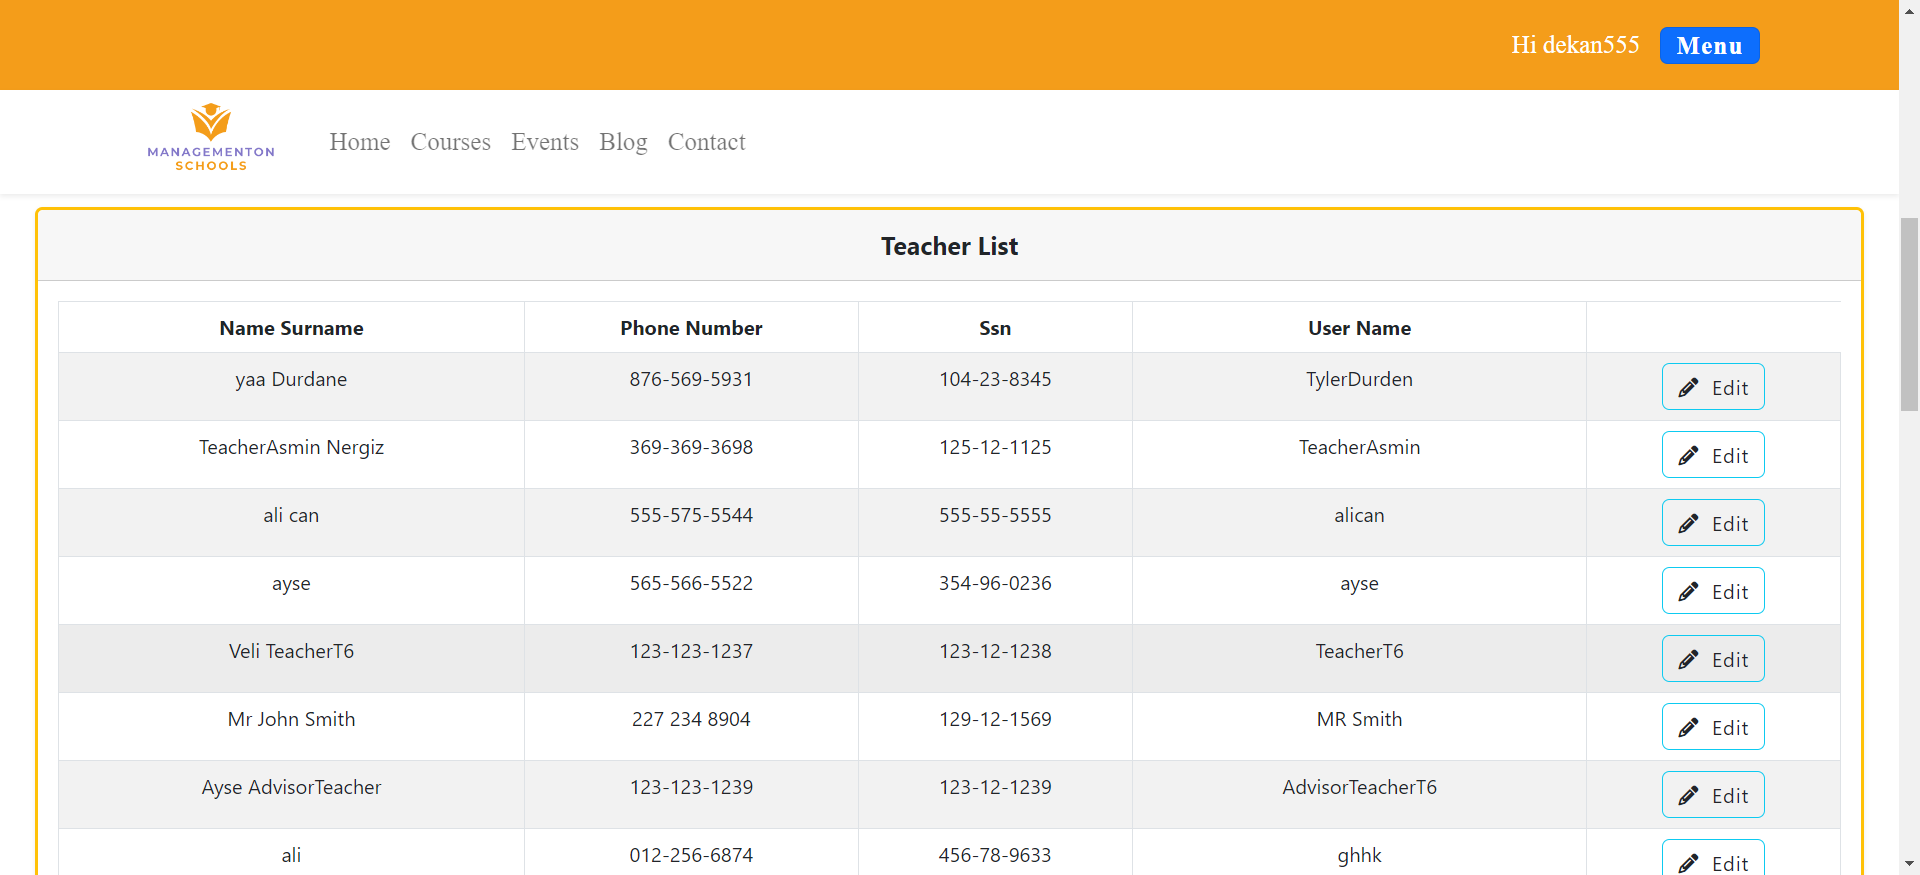 Hi dekan555 Menu
MANAGEMENTON
SCHOOLS
Home Courses Events Blog Contact
Teacher List
Name Surname Phone Number Ssn User Name
yaa Durdane 876-569-5931 104-23-8345 TylerDurden Edit
TeacherAsmin Nergiz 369-369-3698 125-12-1125 TeacherAsmin Edit
ali can 555-575-5544 555-55-5555 alican Edit
ayse 565-566-5522 354-96-0236 ayse Edit
Veli TeacherT6 123-123-1237 123-12-1238 TeacherT6 Edit
Mr John Smith 227 234 8904 129-12-1569 MR Smith Edit
Ayse AdvisorTeacher 123-123-1239 123-12-1239 AdvisorTeacherT6 Edit
ali 012-256-6874 456-78-9633 ghhk Edit